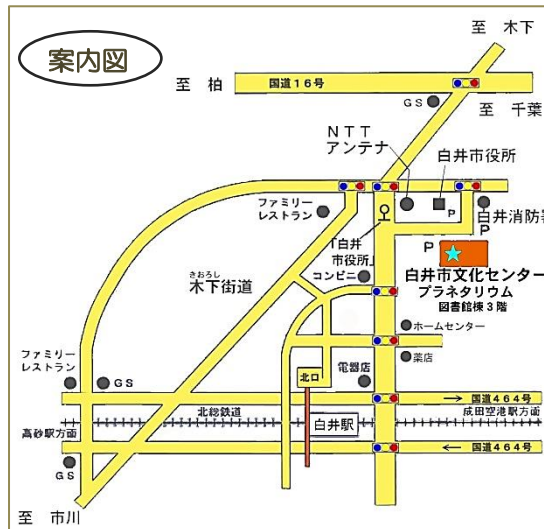 案内図
至 木下
至 柏
国道16号
GS
至 千葉
NTT
アンテナ
白井市役所
ファミリー
レストラン
P
白井消防署
P
「白井
市役所」
P
コンビニ
白井市文化センター
プラネタリウム
図書館棟3階
きおろし
木下街道
ホームセンター
薬店
ファミリー
レストラン
GS
北口
電器店
→ 国道464号
北総鉄道
成田空港駅方面
白井駅
高砂駅方面
← 国道464号
GS
至 市川